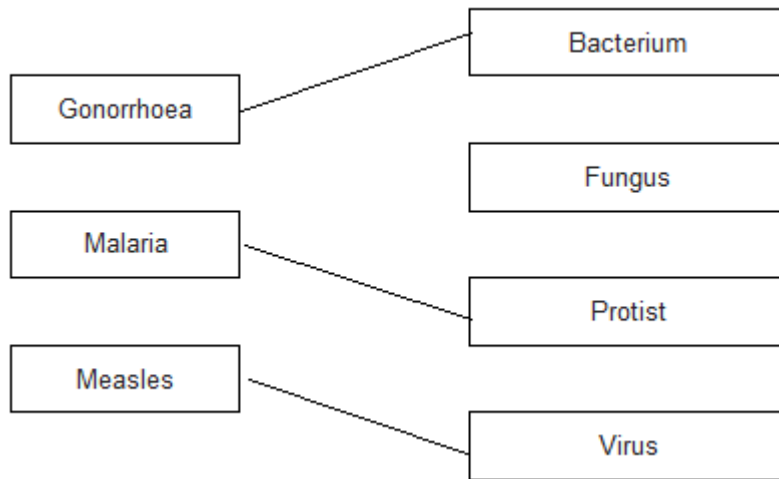 Bacterium
Gonorrhoea
Fungus
Malaria
Protist
Measles
Virus